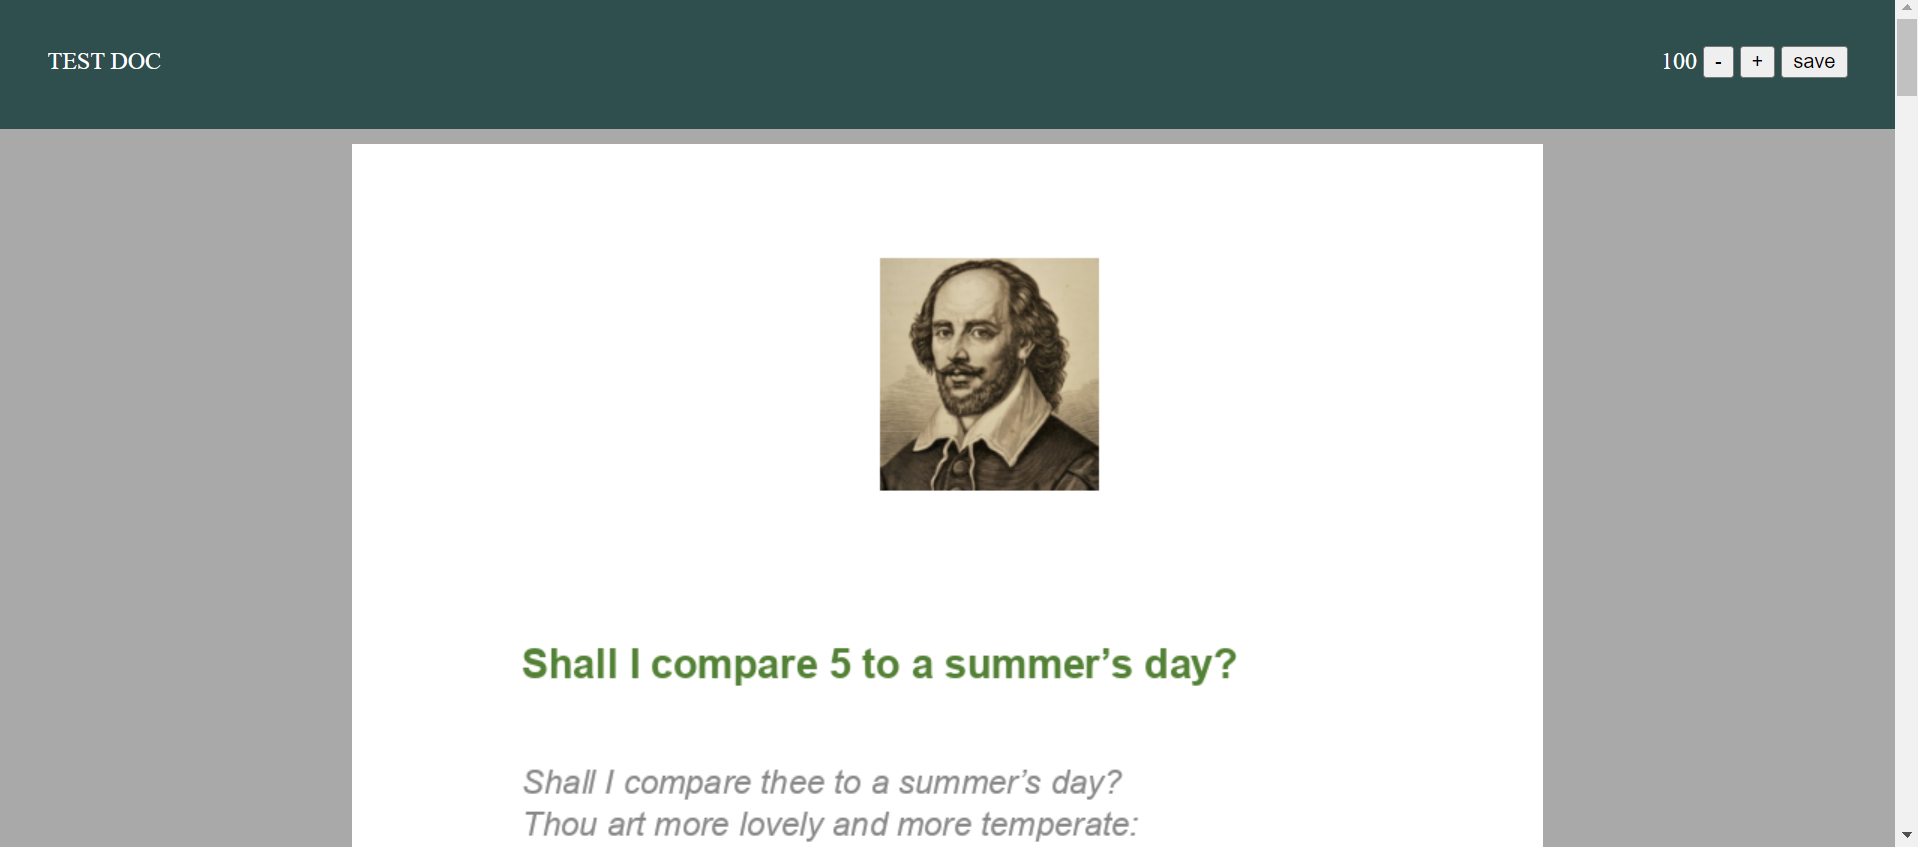 TEST DOC
100 - + save
Shall I compare 5 to a summer’s day?
Shall I compare thee to a summer’s day?
Thou art more lovely and more temperate: